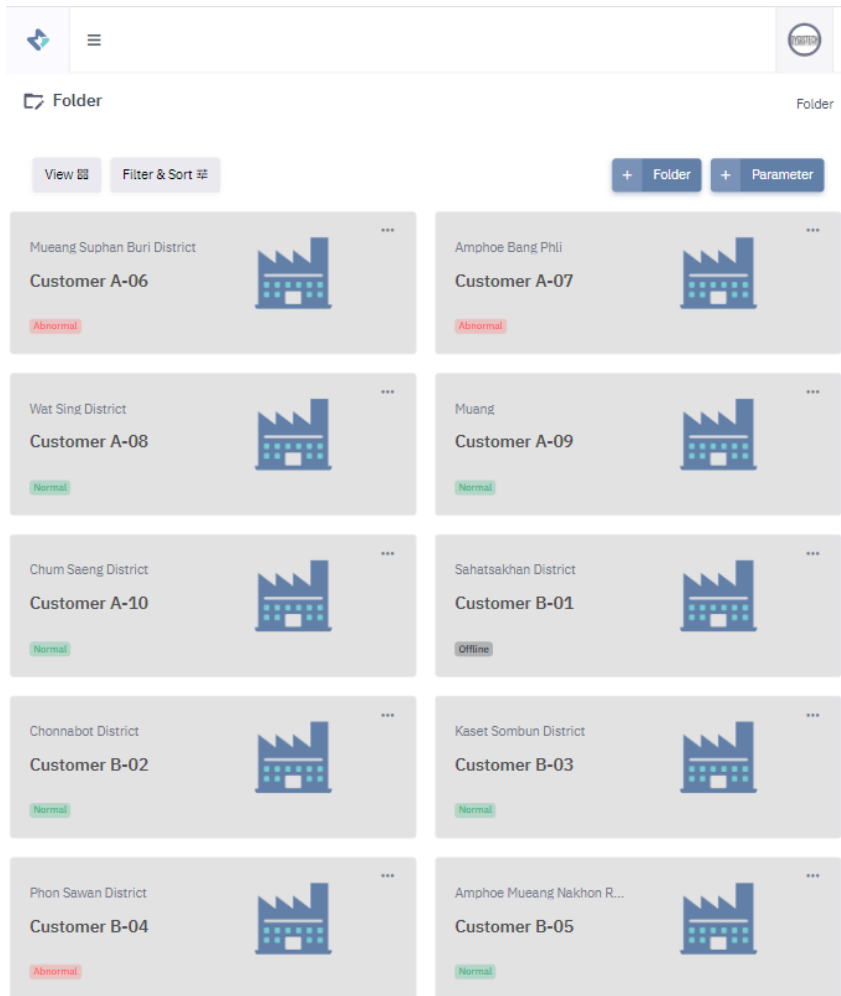 Folder
Folder
View
Filter & Sort
+ Folder
+ Parameter
Mueang Suphan Buri District
Customer A-06
Abnormal
Amphoe Bang Phli
Customer A-07
Abnormal
Wat Sing District
Customer A-08
Normal
Muang
Customer A-09
Normal
Chum Saeng District
Customer A-10
Normal
Sahatsakhan District
Customer B-01
Offline
Chonnabot District
Customer B-02
Normal
Kaset Sombun District
Customer B-03
Normal
Phon Sawan District
Customer B-04
Abnormal
Amphoe Mueang Nakhon R...
Customer B-05
Normal